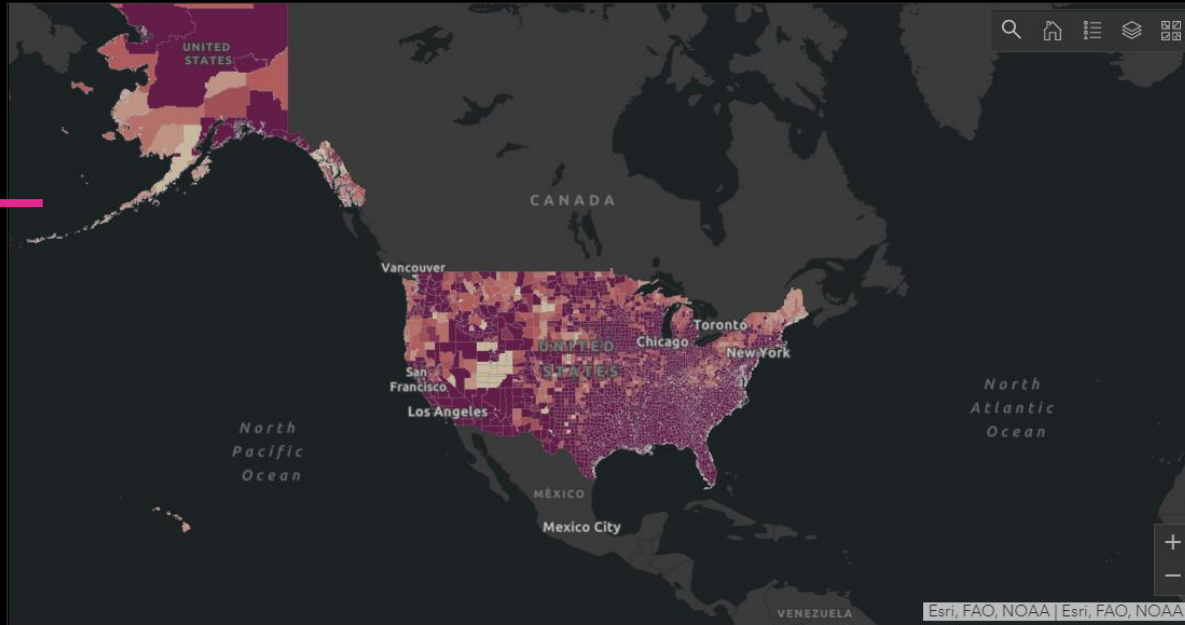 UNITED
STATES
CANADA
Vancouver
Toronto
Chicago
New York
UNITED
STATES
San
Francisco
Los Angeles
North
Pacific
Ocean
North
Atlantic
Ocean
MÉXICO
Mexico City
VENEZUELA
Esri, FAO, NOAA | Esri, FAO, NOAA